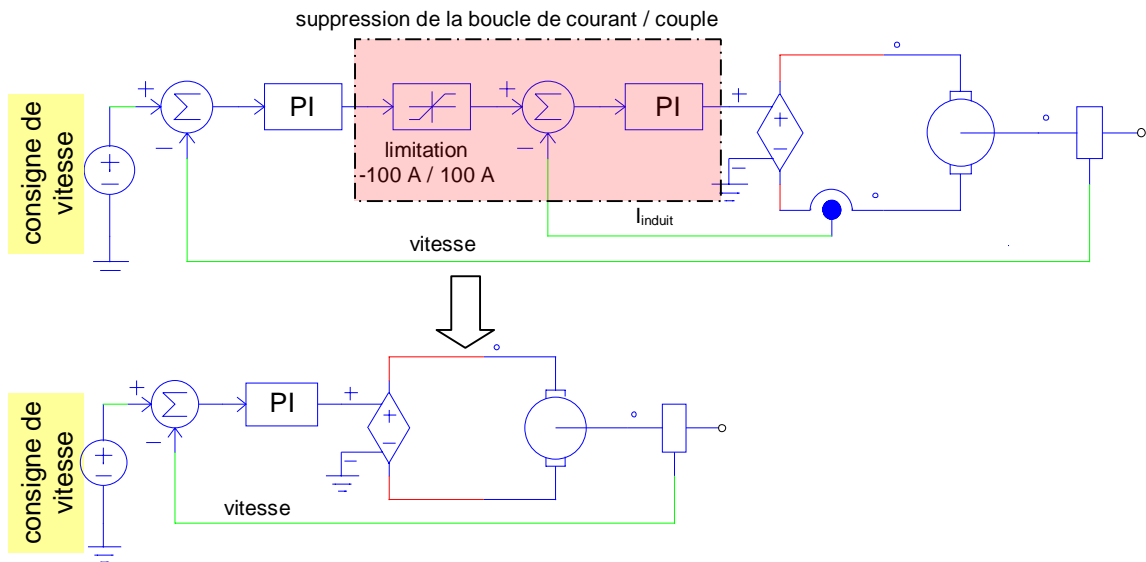 suppression de la boucle de courant / couple
consigne de
vitesse
+
−
Σ
PI
limitation
-100 A / 100 A
+
−
Σ
PI
+
−
+
−
+
−
Iinduit
vitesse
consigne de
vitesse
+
−
Σ
PI
+
−
+
−
+
−
vitesse